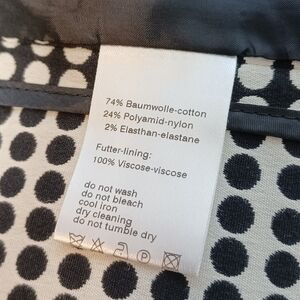 74% Baumwolle-cotton
24% Polyamid-nylon
2% Elasthan-elastane
Futter-lining:
100% Viscose-viscose
do not wash
do not bleach
cool iron
dry cleaning
do not tumble dry